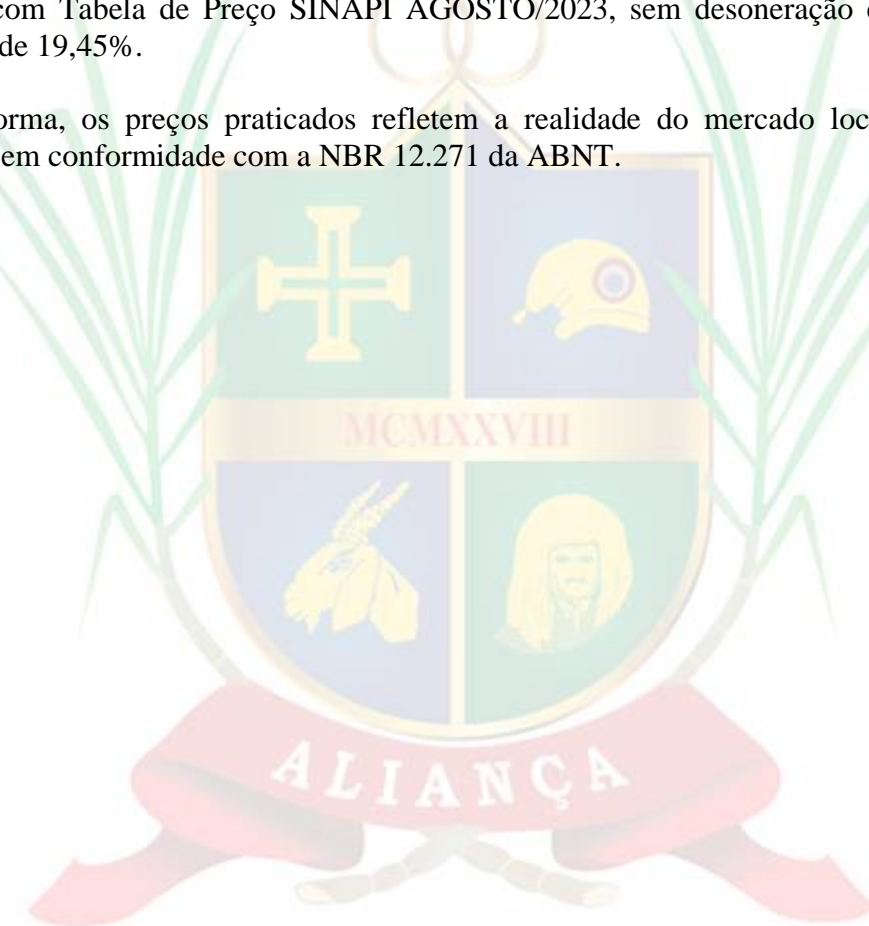 com Tabela de Preço SINAPI AGOSTO/2023, sem desoneração
de 19,45%.
orma, os preços praticados refletem a realidade do mercado loc
em conformidade com a NBR 12.271 da ABNT.
MCMXXVIII
ALIANÇA